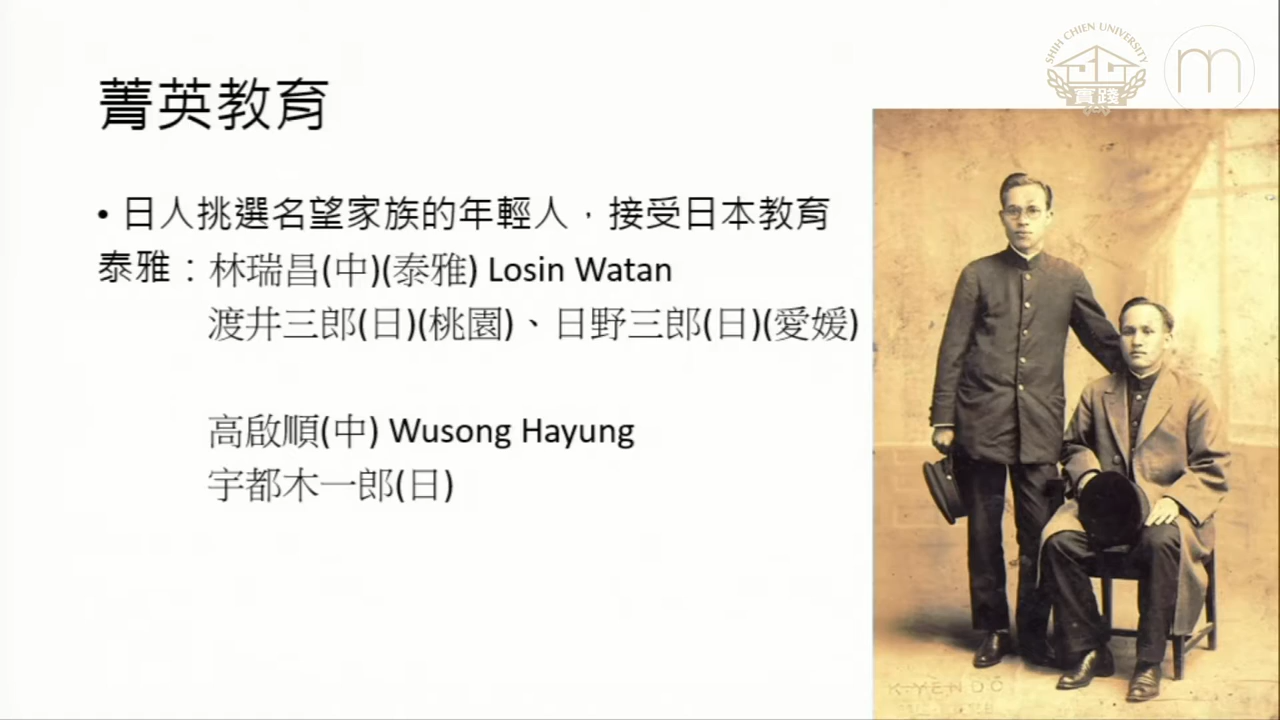 SHIH CHIEN UNIVERSITY
實踐
m
菁英教育
• 日人挑選名望家族的年輕人，接受日本教育
泰雅：林瑞昌(中)(泰雅) Losin Watan
渡井三郎(日)(桃園)、日野三郎(日)(愛媛)
高啟順(中) Wusong Hayung
宇都木一郎(日)
K.YENDO